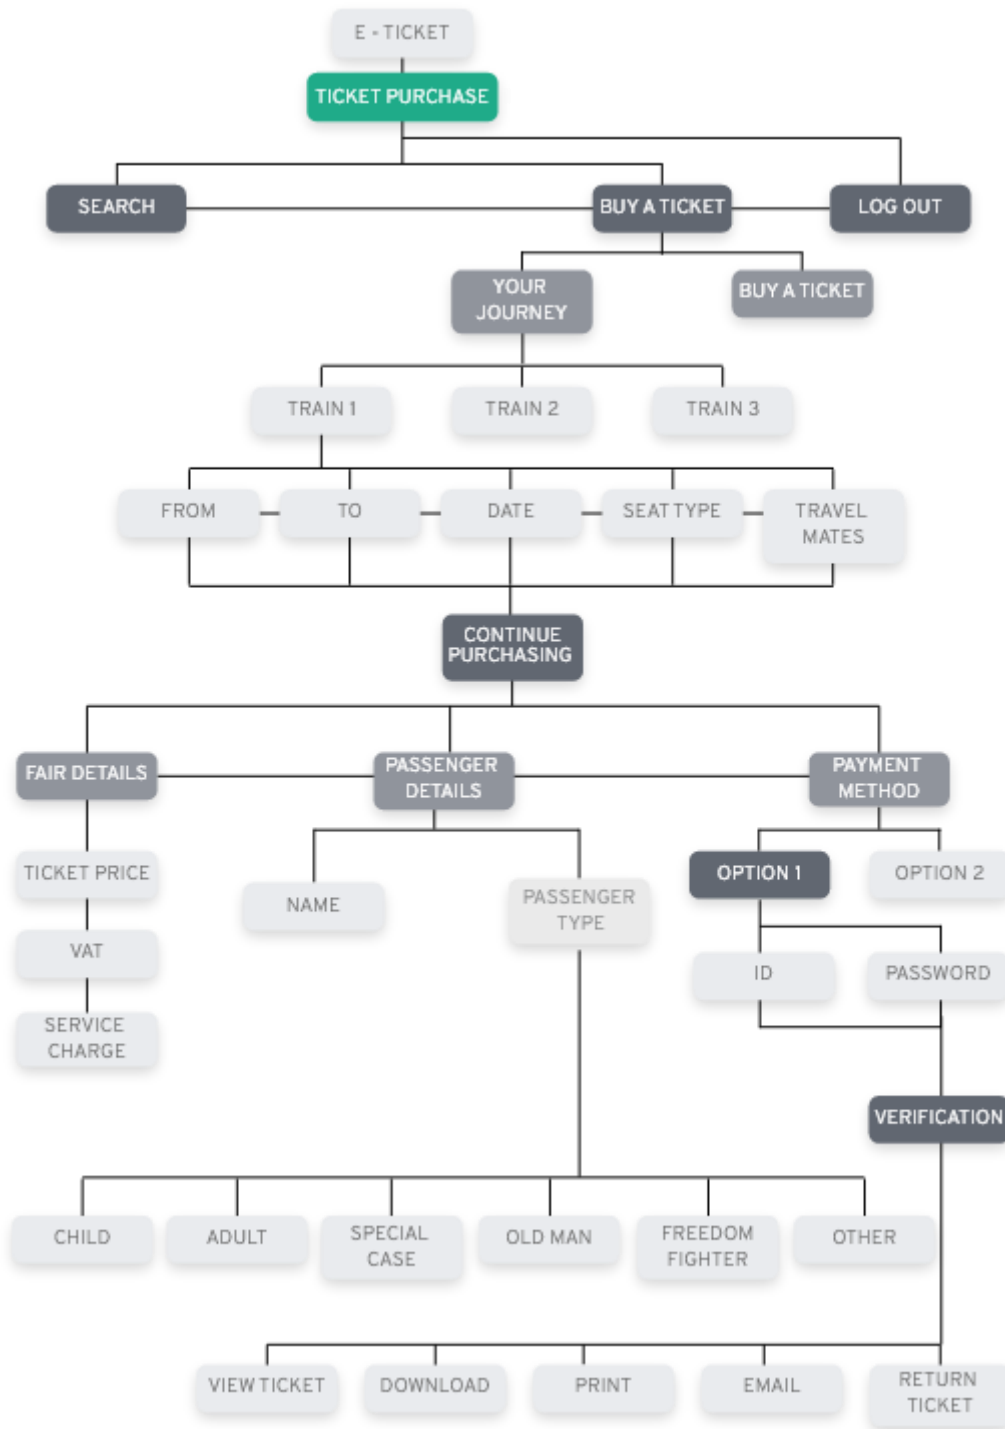 E - TICKET
TICKET PURCHASE
SEARCH
BUY A TICKET
LOG OUT
YOUR
JOURNEY
BUY A TICKET
TRAIN 1
TRAIN 2
TRAIN 3
FROM
TO
DATE
SEAT TYPE
TRAVEL
MATES
CONTINUE
PURCHASING
FAIR DETAILS
PASSENGER
DETAILS
PAYMENT
METHOD
TICKET PRICE
VAT
SERVICE
CHARGE
NAME
PASSENGER
TYPE
OPTION 1
OPTION 2
ID
PASSWORD
VERIFICATION
CHILD
ADULT
SPECIAL
CASE
OLD MAN
FREEDOM
FIGHTER
OTHER
VIEW TICKET
DOWNLOAD
PRINT
EMAIL
RETURN
TICKET